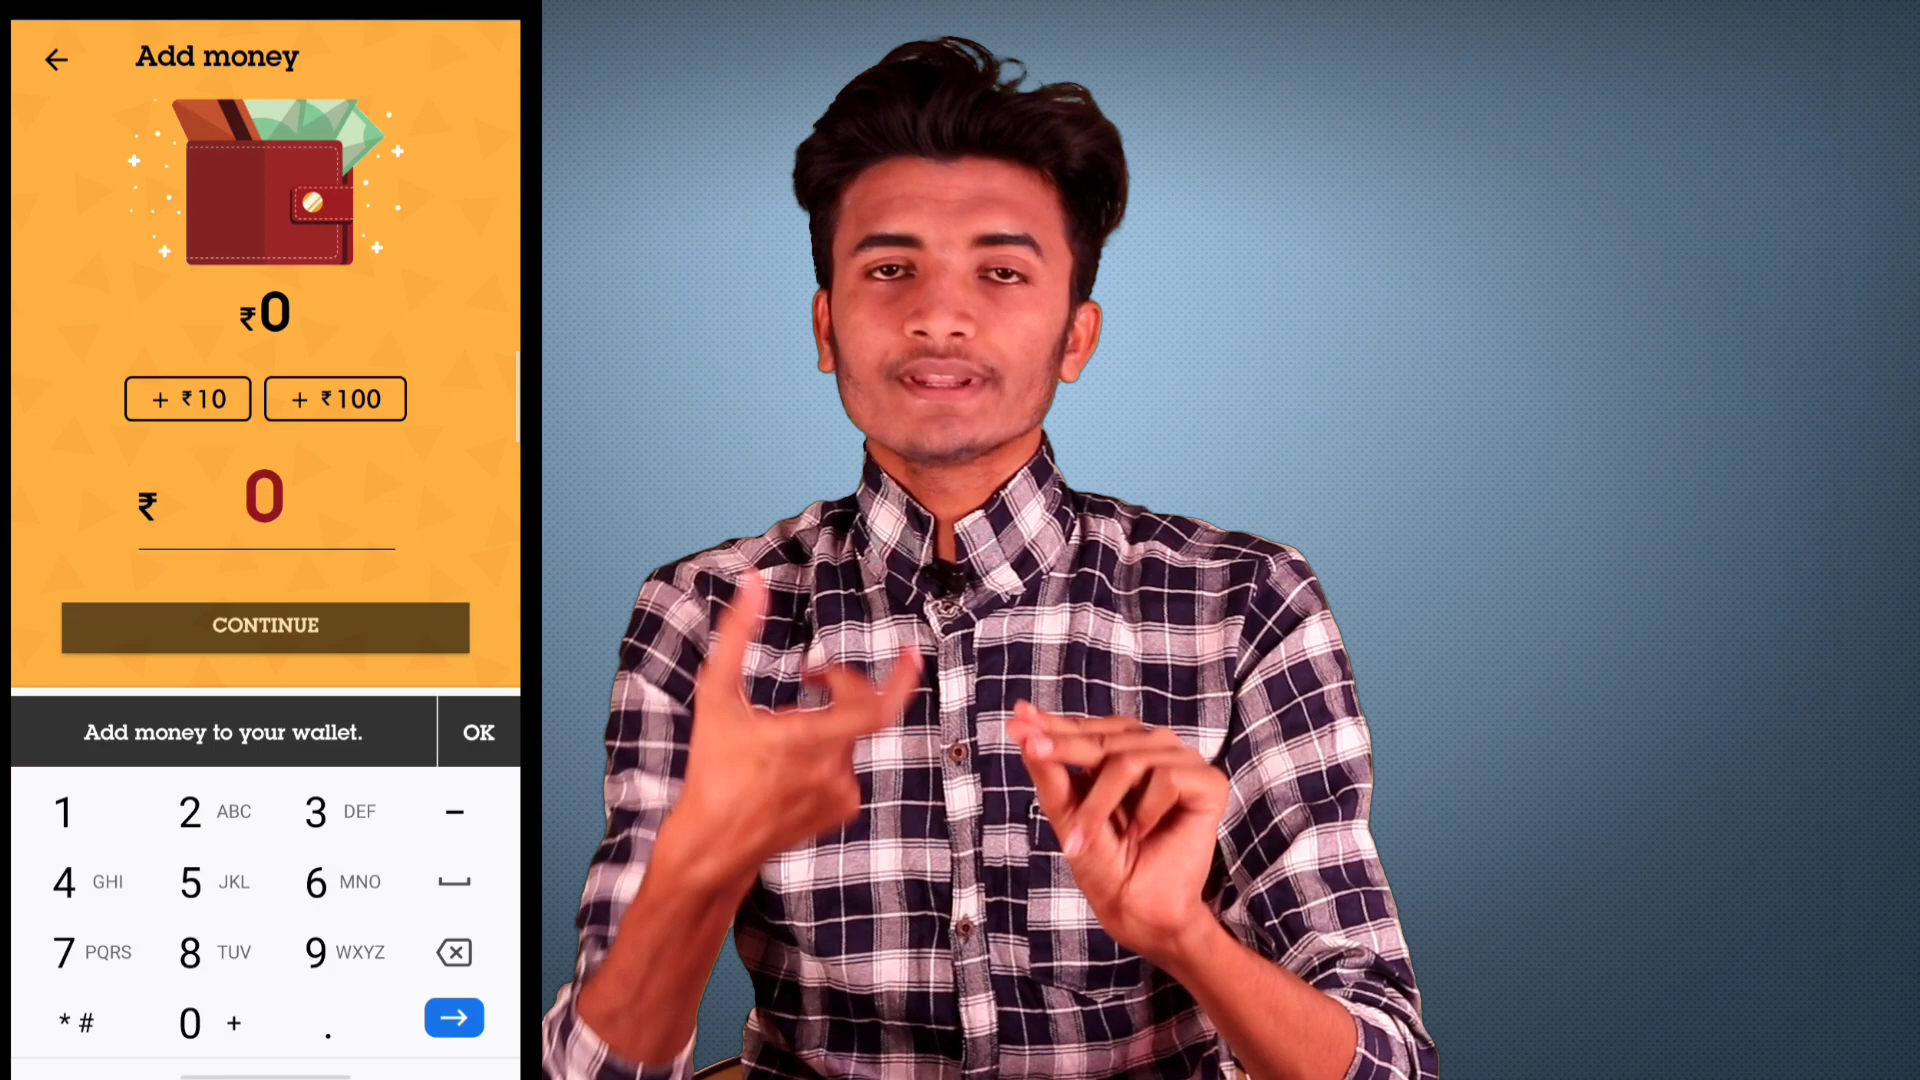 Add money
₹0
+ ₹10 + ₹100
₹ 0
CONTINUE
Add money to your wallet. OK
1 2 ABC 3 DEF –
4 GHI 5 JKL 6 MNO
7 PQRS 8 TUV 9 WXYZ
* # 0 + .